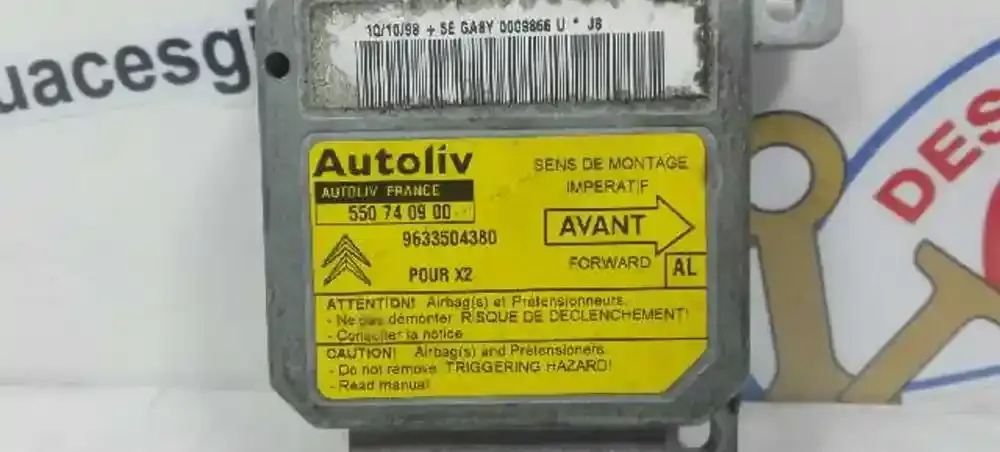 uacesgi
10/10/98 + SE GA8Y 0009866 U * J8
Autoliv
AUTOLIV FRANCE
550 74 09 00
9633504380
POUR X2
SENS DE MONTAGE
IMPERATIF
AVANT
FORWARD
AL
ATTENTION! Airbag(s) et Prétensionneurs.
- Ne pas démonter RISQUE DE DECLENCHEMENT!
- Consulter la notice
CAUTION! Airbag(s) and Prétensioners
- Do not remove TRIGGERING HAZARD!
- Read manual
DES